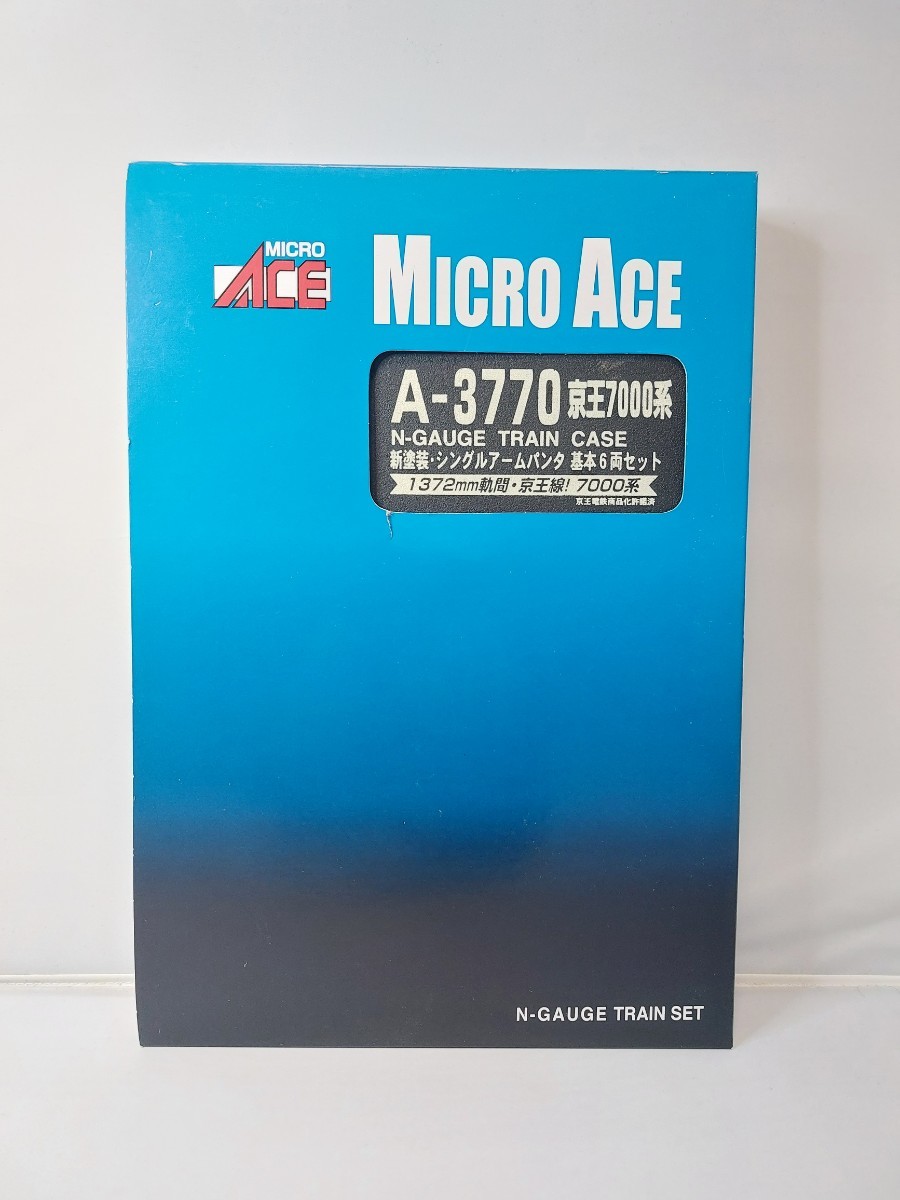 MICRO
ACE
MICRO ACE
A-3770 京王7000系
N-GAUGE TRAIN CASE
新塗装・シングルアームパンタ 基本6両セット
1372mm軌間・京王線! 7000系
京王電鉄商品化許諾済
N-GAUGE TRAIN SET